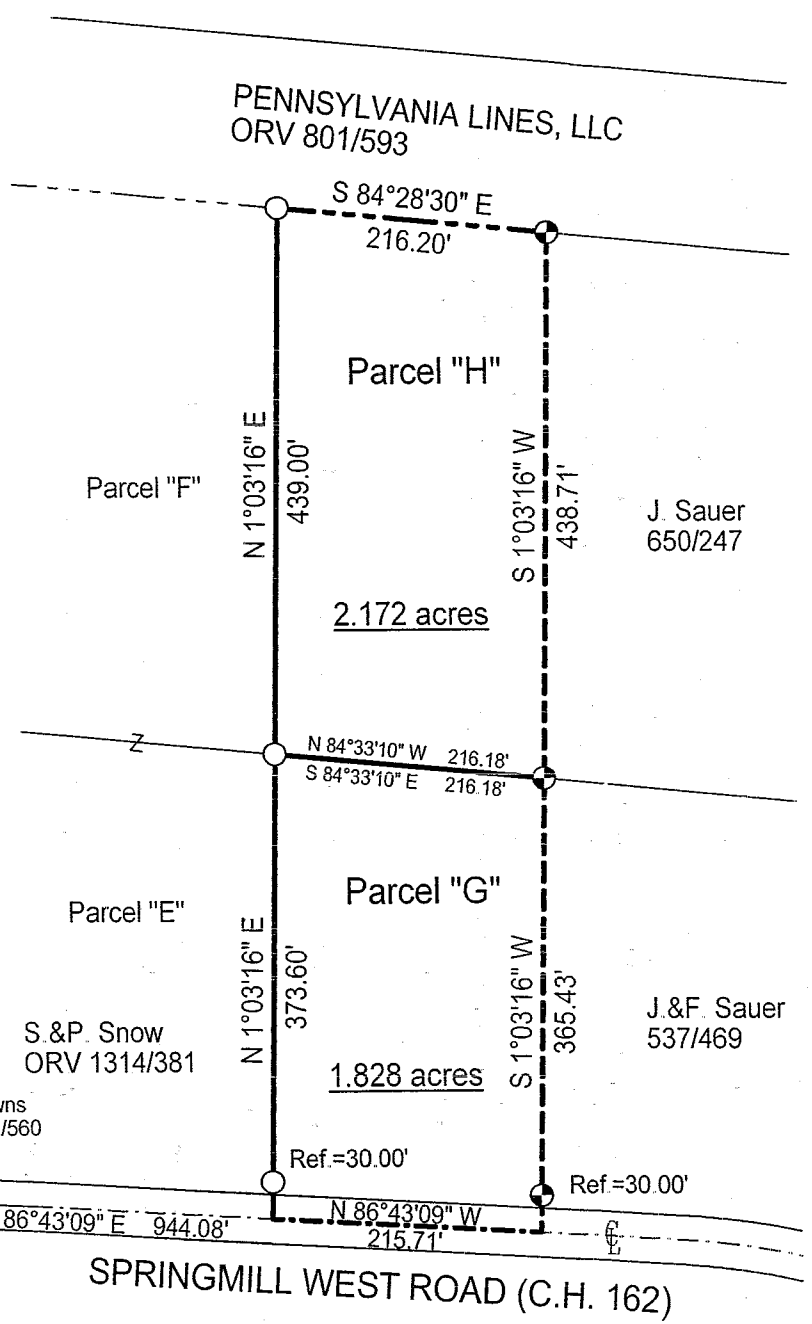 PENNSYLVANIA LINES, LLC
ORV 801/593
S 84°28'30" E
216.20'
Parcel "H"
N 1°03'16" E
439.00'
S 1°03'16" W
438.71'
Parcel "F"
J. Sauer
650/247
2.172 acres
Z
N 84°33'10" W 216.18'
S 84°33'10" E 216.18'
Parcel "G"
Parcel "E"
N 1°03'16" E
373.60'
S 1°03'16" W
365.43'
S.&P. Snow
ORV 1314/381
J.&F. Sauer
537/469
1.828 acres
wns
/560
Ref.=30.00'
Ref.=30.00'
86°43'09" E 944.08'
N 86°43'09" W
215.71'
℄
SPRINGMILL WEST ROAD (C.H. 162)